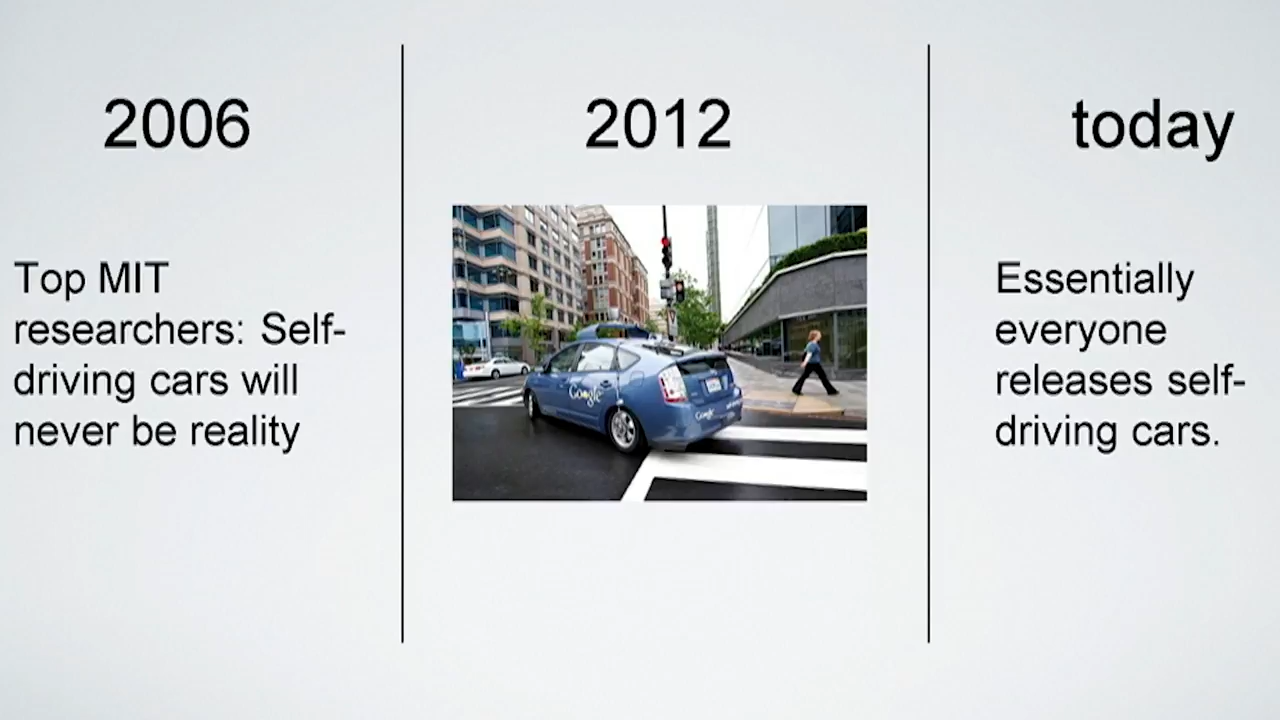 2006
Top MIT
researchers: Self-
driving cars will
never be reality
2012
Google
Google
today
Essentially
everyone
releases self-
driving cars.